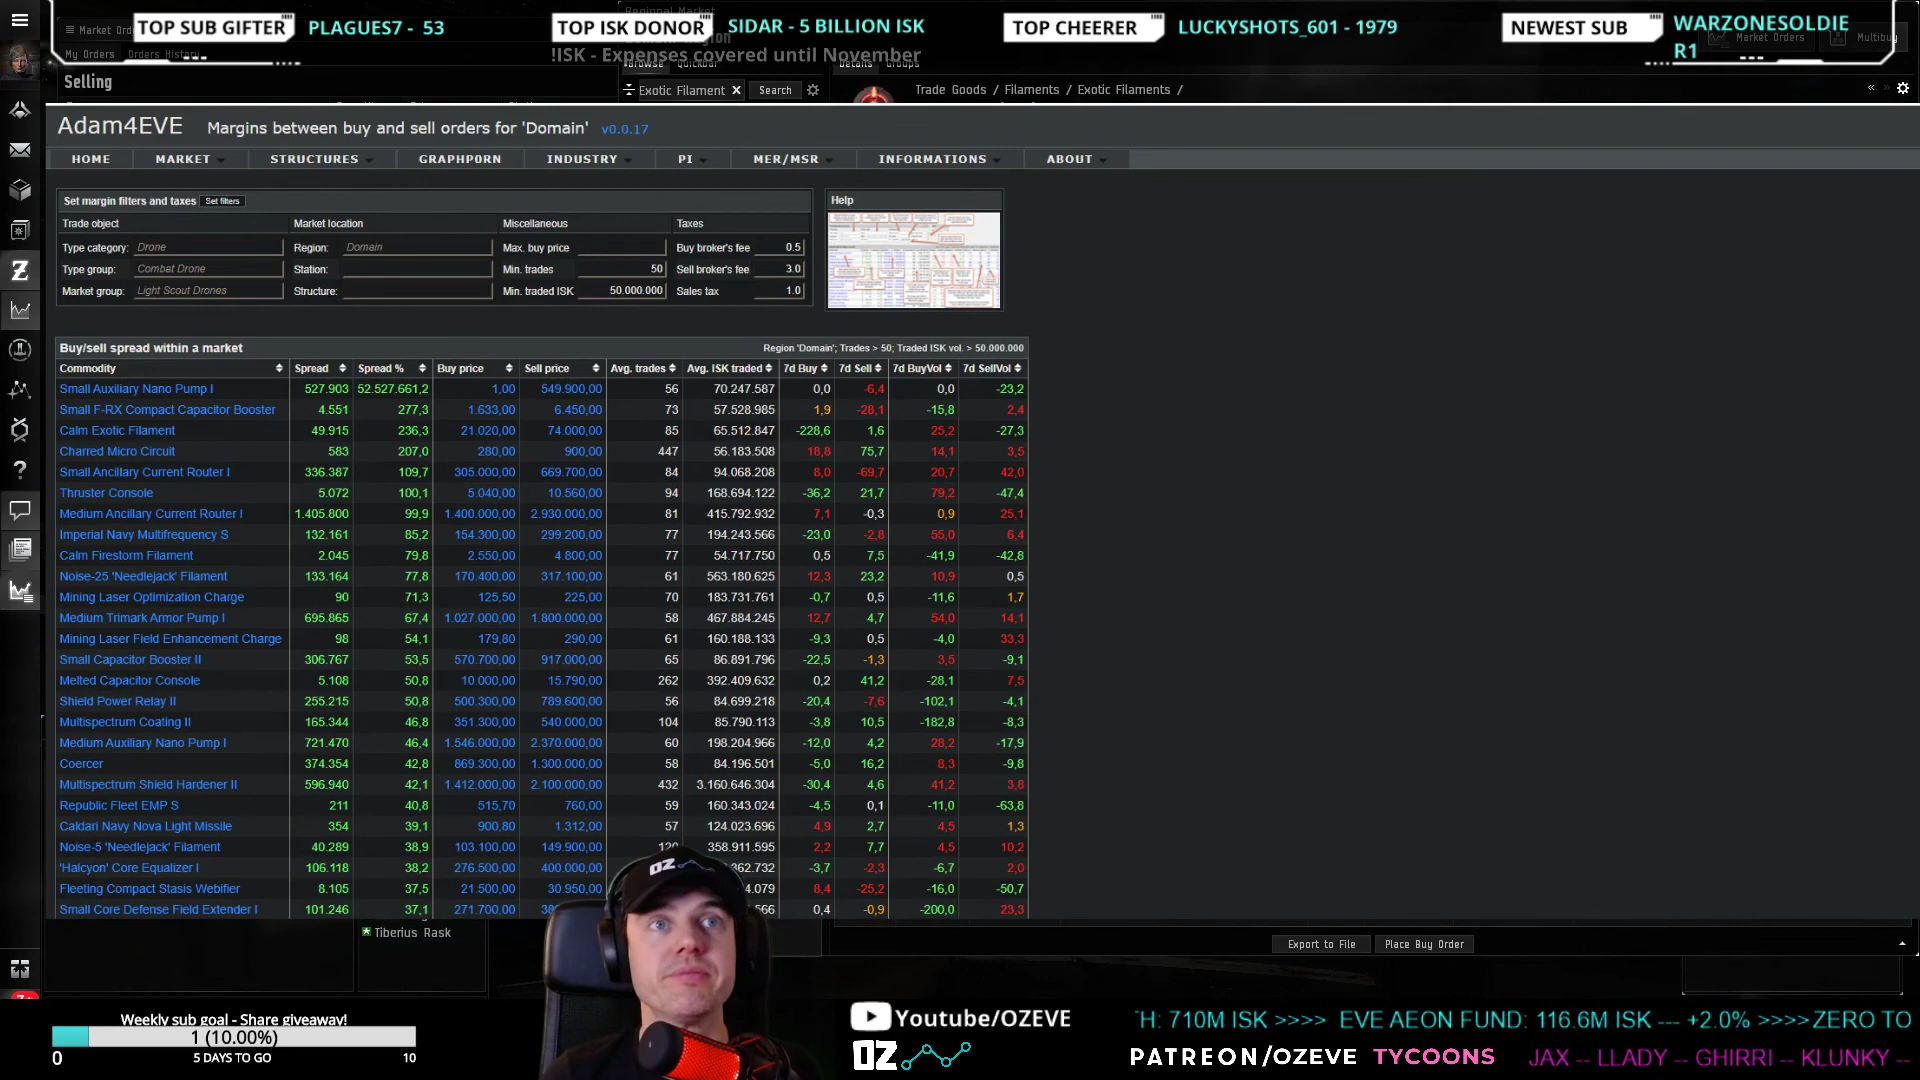 TOP SUB GIFTER PLAGUES7 - 53
TOP ISK DONOR SIDAR - 5 BILLION ISK
!ISK - Expenses covered until November
TOP CHEERER LUCKYSHOTS_601 - 1979
NEWEST SUB WARZONESOLDIE
R1
My Orders Orders History
Market Orders Multibuy
Selling
Exotic Filament × Search
Trade Goods / Filaments / Exotic Filaments /
Adam4EVE Margins between buy and sell orders for 'Domain' v0.0.17
HOME MARKET STRUCTURES GRAPHPORN INDUSTRY PI MER/MSR INFORMATIONS ABOUT
Set margin filters and taxes Set filters
Trade object Market location Miscellaneous Taxes
Type category: Drone Region: Domain Max. buy price Buy broker's fee 0.5
Type group: Combat Drone Station: Min. trades 50 Sell broker's fee 3.0
Market group: Light Scout Drones Structure: Min. traded ISK 50.000.000 Sales tax 1.0
Help
Buy/sell spread within a market Region 'Domain'; Trades > 50; Traded ISK vol. > 50.000.000
Commodity Spread Spread % Buy price Sell price Avg. trades Avg. ISK traded 7d Buy 7d Sell 7d BuyVol 7d SellVol
Small Auxiliary Nano Pump I 527.903 52.527.661,2 1,00 549.900,00 56 70.247.587 0,0 -6,4 0,0 -23,2
Small F-RX Compact Capacitor Booster 4.551 277,3 1.633,00 6.450,00 73 57.528.985 1,9 -28,1 -15,8 2,4
Calm Exotic Filament 49.915 236,3 21.020,00 74.000,00 85 65.512.847 -228,6 1,6 25,2 -27,3
Charred Micro Circuit 583 207,0 280,00 900,00 447 56.183.508 18,8 75,7 14,1 3,5
Small Ancillary Current Router I 336.387 109,7 305.000,00 669.700,00 84 94.068.208 8,0 -69,7 20,7 42,0
Thruster Console 5.072 100,1 5.040,00 10.560,00 94 168.694.122 -36,2 21,7 79,2 -47,4
Medium Ancillary Current Router I 1.405.800 99,9 1.400.000,00 2.930.000,00 81 415.792.932 7,1 -0,3 0,9 25,1
Imperial Navy Multifrequency S 132.161 85,2 154.300,00 299.200,00 77 194.243.566 -23,0 -2,8 55,0 6,4
Calm Firestorm Filament 2.045 79,8 2.550,00 4.800,00 77 54.717.750 0,5 7,5 -41,9 -42,8
Noise-25 'Needlejack' Filament 133.164 77,8 170.400,00 317.100,00 61 563.180.625 12,3 23,2 10,9 0,5
Mining Laser Optimization Charge 90 71,3 125,50 225,00 70 183.731.761 -0,7 0,5 -11,6 1,7
Medium Trimark Armor Pump I 695.865 67,4 1.027.000,00 1.800.000,00 58 467.884.245 12,7 4,7 54,0 14,1
Mining Laser Field Enhancement Charge 98 54,1 179,80 290,00 61 160.188.133 -9,3 0,5 -4,0 33,3
Small Capacitor Booster II 306.767 53,5 570.700,00 917.000,00 65 86.891.796 -22,5 -1,3 3,5 -9,1
Melted Capacitor Console 5.108 50,8 10.000,00 15.790,00 262 392.409.632 0,2 41,2 -28,1 7,5
Shield Power Relay II 255.215 50,8 500.300,00 789.600,00 56 84.699.218 -20,4 -7,6 -102,1 -4,1
Multispectrum Coating II 165.344 46,8 351.300,00 540.000,00 104 85.790.113 -3,8 10,5 -182,8 -8,3
Medium Auxiliary Nano Pump I 721.470 46,4 1.546.000,00 2.370.000,00 60 198.204.966 -12,0 4,2 28,2 -17,9
Coercer 374.354 42,8 869.300,00 1.300.000,00 58 84.196.501 -5,0 16,2 8,3 -9,8
Multispectrum Shield Hardener II 596.940 42,1 1.412.000,00 2.100.000,00 432 3.160.646.304 -30,4 4,6 41,2 3,8
Republic Fleet EMP S 211 40,8 515,70 760,00 59 160.343.024 -4,5 0,1 -11,0 -63,8
Caldari Navy Nova Light Missile 354 39,1 900,80 1.312,00 57 124.023.696 4,9 2,7 4,5 1,3
Noise-5 'Needlejack' Filament 40.289 38,9 103.100,00 149.900,00 120 358.911.595 2,2 7,7 4,5 10,2
'Halcyon' Core Equalizer I 106.118 38,2 276.500,00 400.000,00 362.732 -3,7 -2,3 -6,7 2,0
Fleeting Compact Stasis Webifier 8.105 37,5 21.500,00 30.950,00 4.079 8,4 -25,2 -16,0 -50,7
Small Core Defense Field Extender I 101.246 37,1 271.700,00 566 0,4 -0,9 -200,0 23,3
Tiberius Rask
Export to File Place Buy Order
OZ
Weekly sub goal - Share giveaway!
1 (10.00%)
0 5 DAYS TO GO 10
Youtube/OZEVE
OZ
H: 710M ISK >>>> EVE AEON FUND: 116.6M ISK --- +2.0% >>>>ZERO TO
PATREON/OZEVE TYCOONS JAX -- LLADY -- GHIRRI -- KLUNKY --